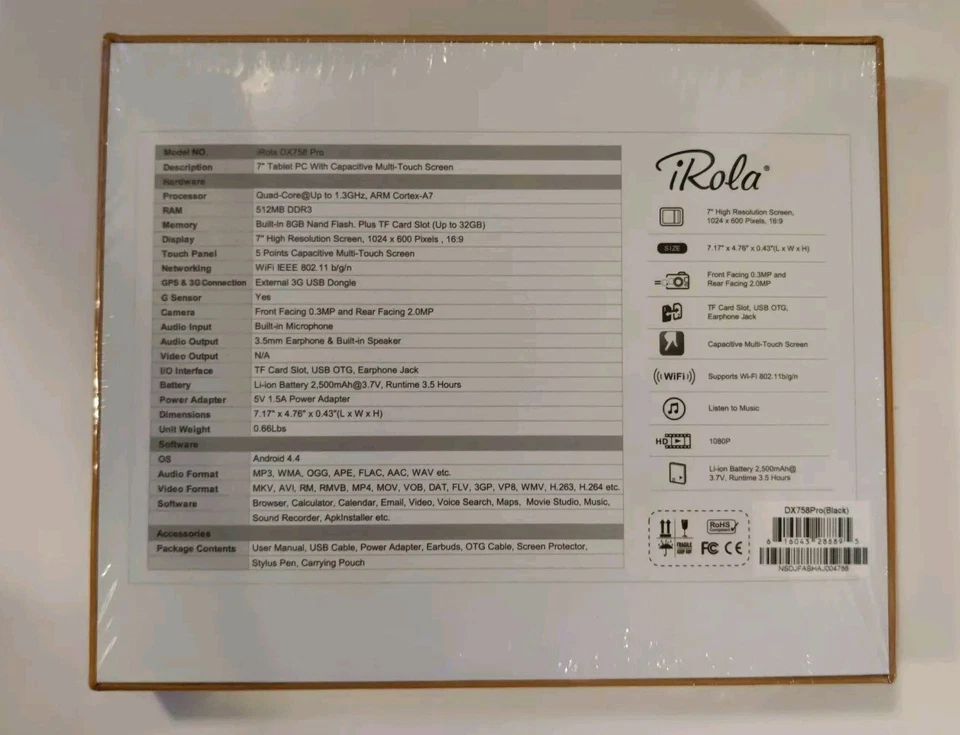 Model NO. iRola DX758 Pro
Description 7" Tablet PC With Capacitive Multi-Touch Screen
Hardware
Processor Quad-Core@Up to 1.3GHz, ARM Cortex-A7
RAM 512MB DDR3
Memory Built-in 8GB Nand Flash. Plus TF Card Slot (Up to 32GB)
Display 7" High Resolution Screen, 1024 x 600 Pixels , 16:9
Touch Panel 5 Points Capacitive Multi-Touch Screen
Networking WiFi IEEE 802.11 b/g/n
GPS & 3G Connection External 3G USB Dongle
G Sensor Yes
Camera Front Facing 0.3MP and Rear Facing 2.0MP
Audio Input Built-in Microphone
Audio Output 3.5mm Earphone & Built-in Speaker
Video Output N/A
I/O Interface TF Card Slot, USB OTG, Earphone Jack
Battery Li-ion Battery 2,500mAh@3.7V, Runtime 3.5 Hours
Power Adapter 5V 1.5A Power Adapter
Dimensions 7.17" x 4.76" x 0.43"(L x W x H)
Unit Weight 0.66Lbs
Software
OS Android 4.4
Audio Format MP3, WMA, OGG, APE, FLAC, AAC, WAV etc.
Video Format MKV, AVI, RM, RMVB, MP4, MOV, VOB, DAT, FLV, 3GP, VP8, WMV, H.263, H.264 etc.
Software Browser, Calculator, Calendar, Email, Video, Voice Search, Maps, Movie Studio, Music,
Sound Recorder, ApkInstaller etc.
Accessories
Package Contents User Manual, USB Cable, Power Adapter, Earbuds, OTG Cable, Screen Protector,
Stylus Pen, Carrying Pouch
iRola®
7" High Resolution Screen,
1024 x 600 Pixels, 16:9
SIZE 7.17" x 4.76" x 0.43"(L x W x H)
Front Facing 0.3MP and
Rear Facing 2.0MP
TF Card Slot, USB OTG,
Earphone Jack
Capacitive Multi-Touch Screen
WiFi Supports Wi-Fi 802.11b/g/n
Listen to Music
HD 1080P
Li-ion Battery 2,500mAh@
3.7V, Runtime 3.5 Hours
RoHS
FRAGILE
FC CE
DX758Pro(Black)
6 16043 28889 5
NSDJFABHAJ004788